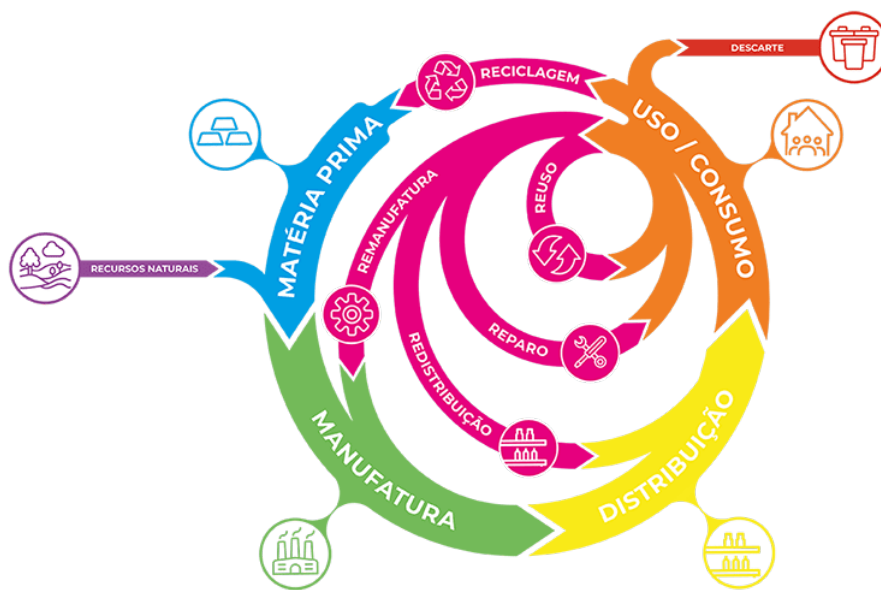 DESCARTE
RECICLAGEM
USO / CONSUMO
MATÉRIA PRIMA
REMANUFATURA
REUSO
RECURSOS NATURAIS
REPARO
REDISTRIBUIÇÃO
MANUFATURA
DISTRIBUIÇÃO